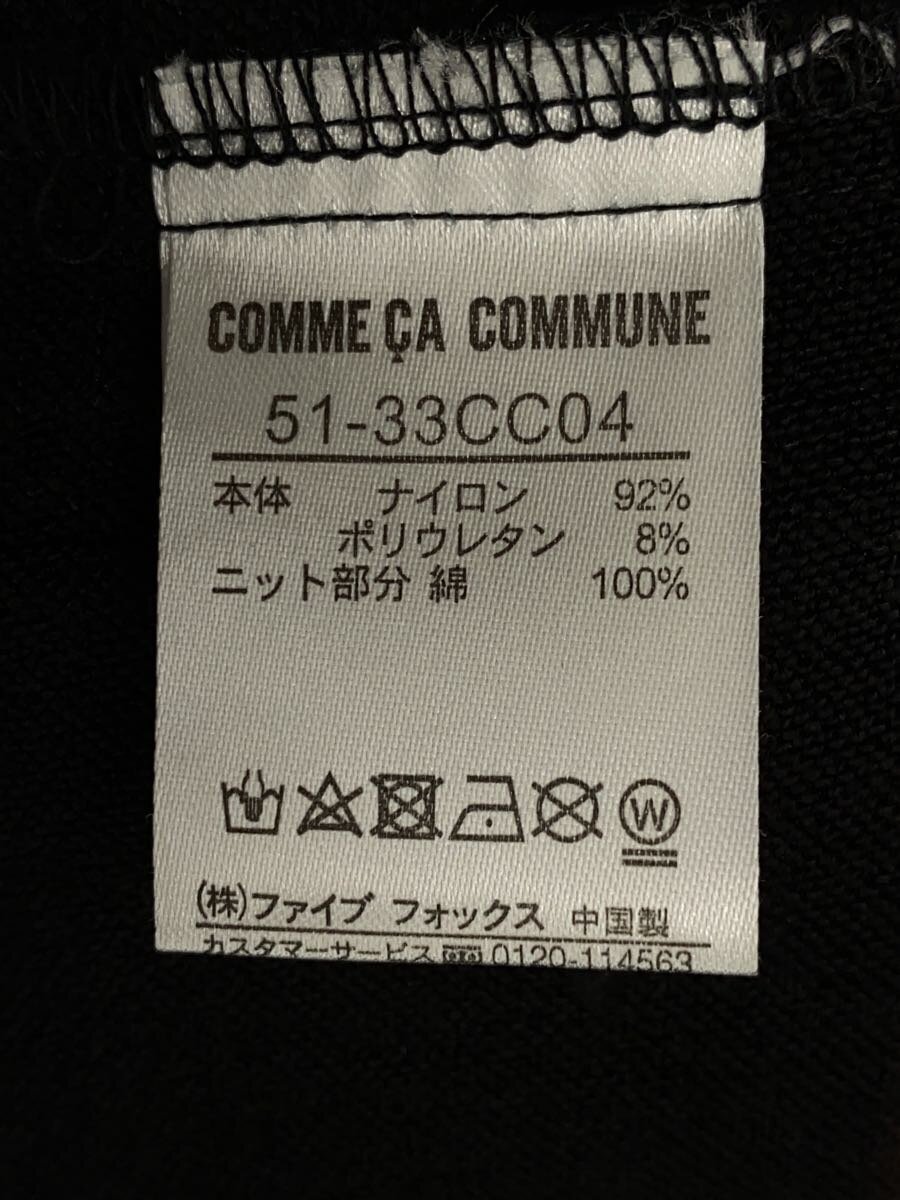 COMME ÇA COMMUNE
51-33CC04
本体 ナイロン 92%
ポリウレタン 8%
ニット部分 綿 100%
W
(株)ファイブ フォックス 中国製
カスタマーサービス 0120-114563